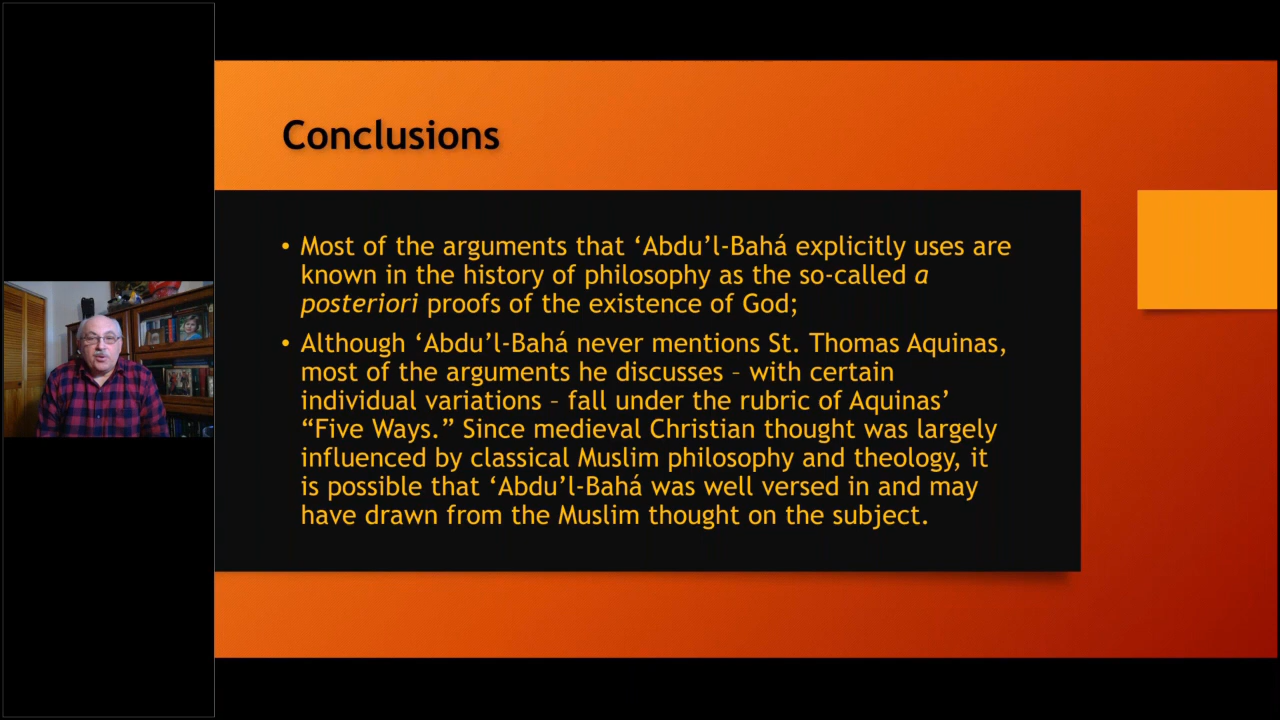 Conclusions
• Most of the arguments that ‘Abdu’l-Bahá explicitly uses are
known in the history of philosophy as the so-called a
posteriori proofs of the existence of God;
• Although ‘Abdu’l-Bahá never mentions St. Thomas Aquinas,
most of the arguments he discusses – with certain
individual variations – fall under the rubric of Aquinas’
“Five Ways.” Since medieval Christian thought was largely
influenced by classical Muslim philosophy and theology, it
is possible that ‘Abdu’l-Bahá was well versed in and may
have drawn from the Muslim thought on the subject.